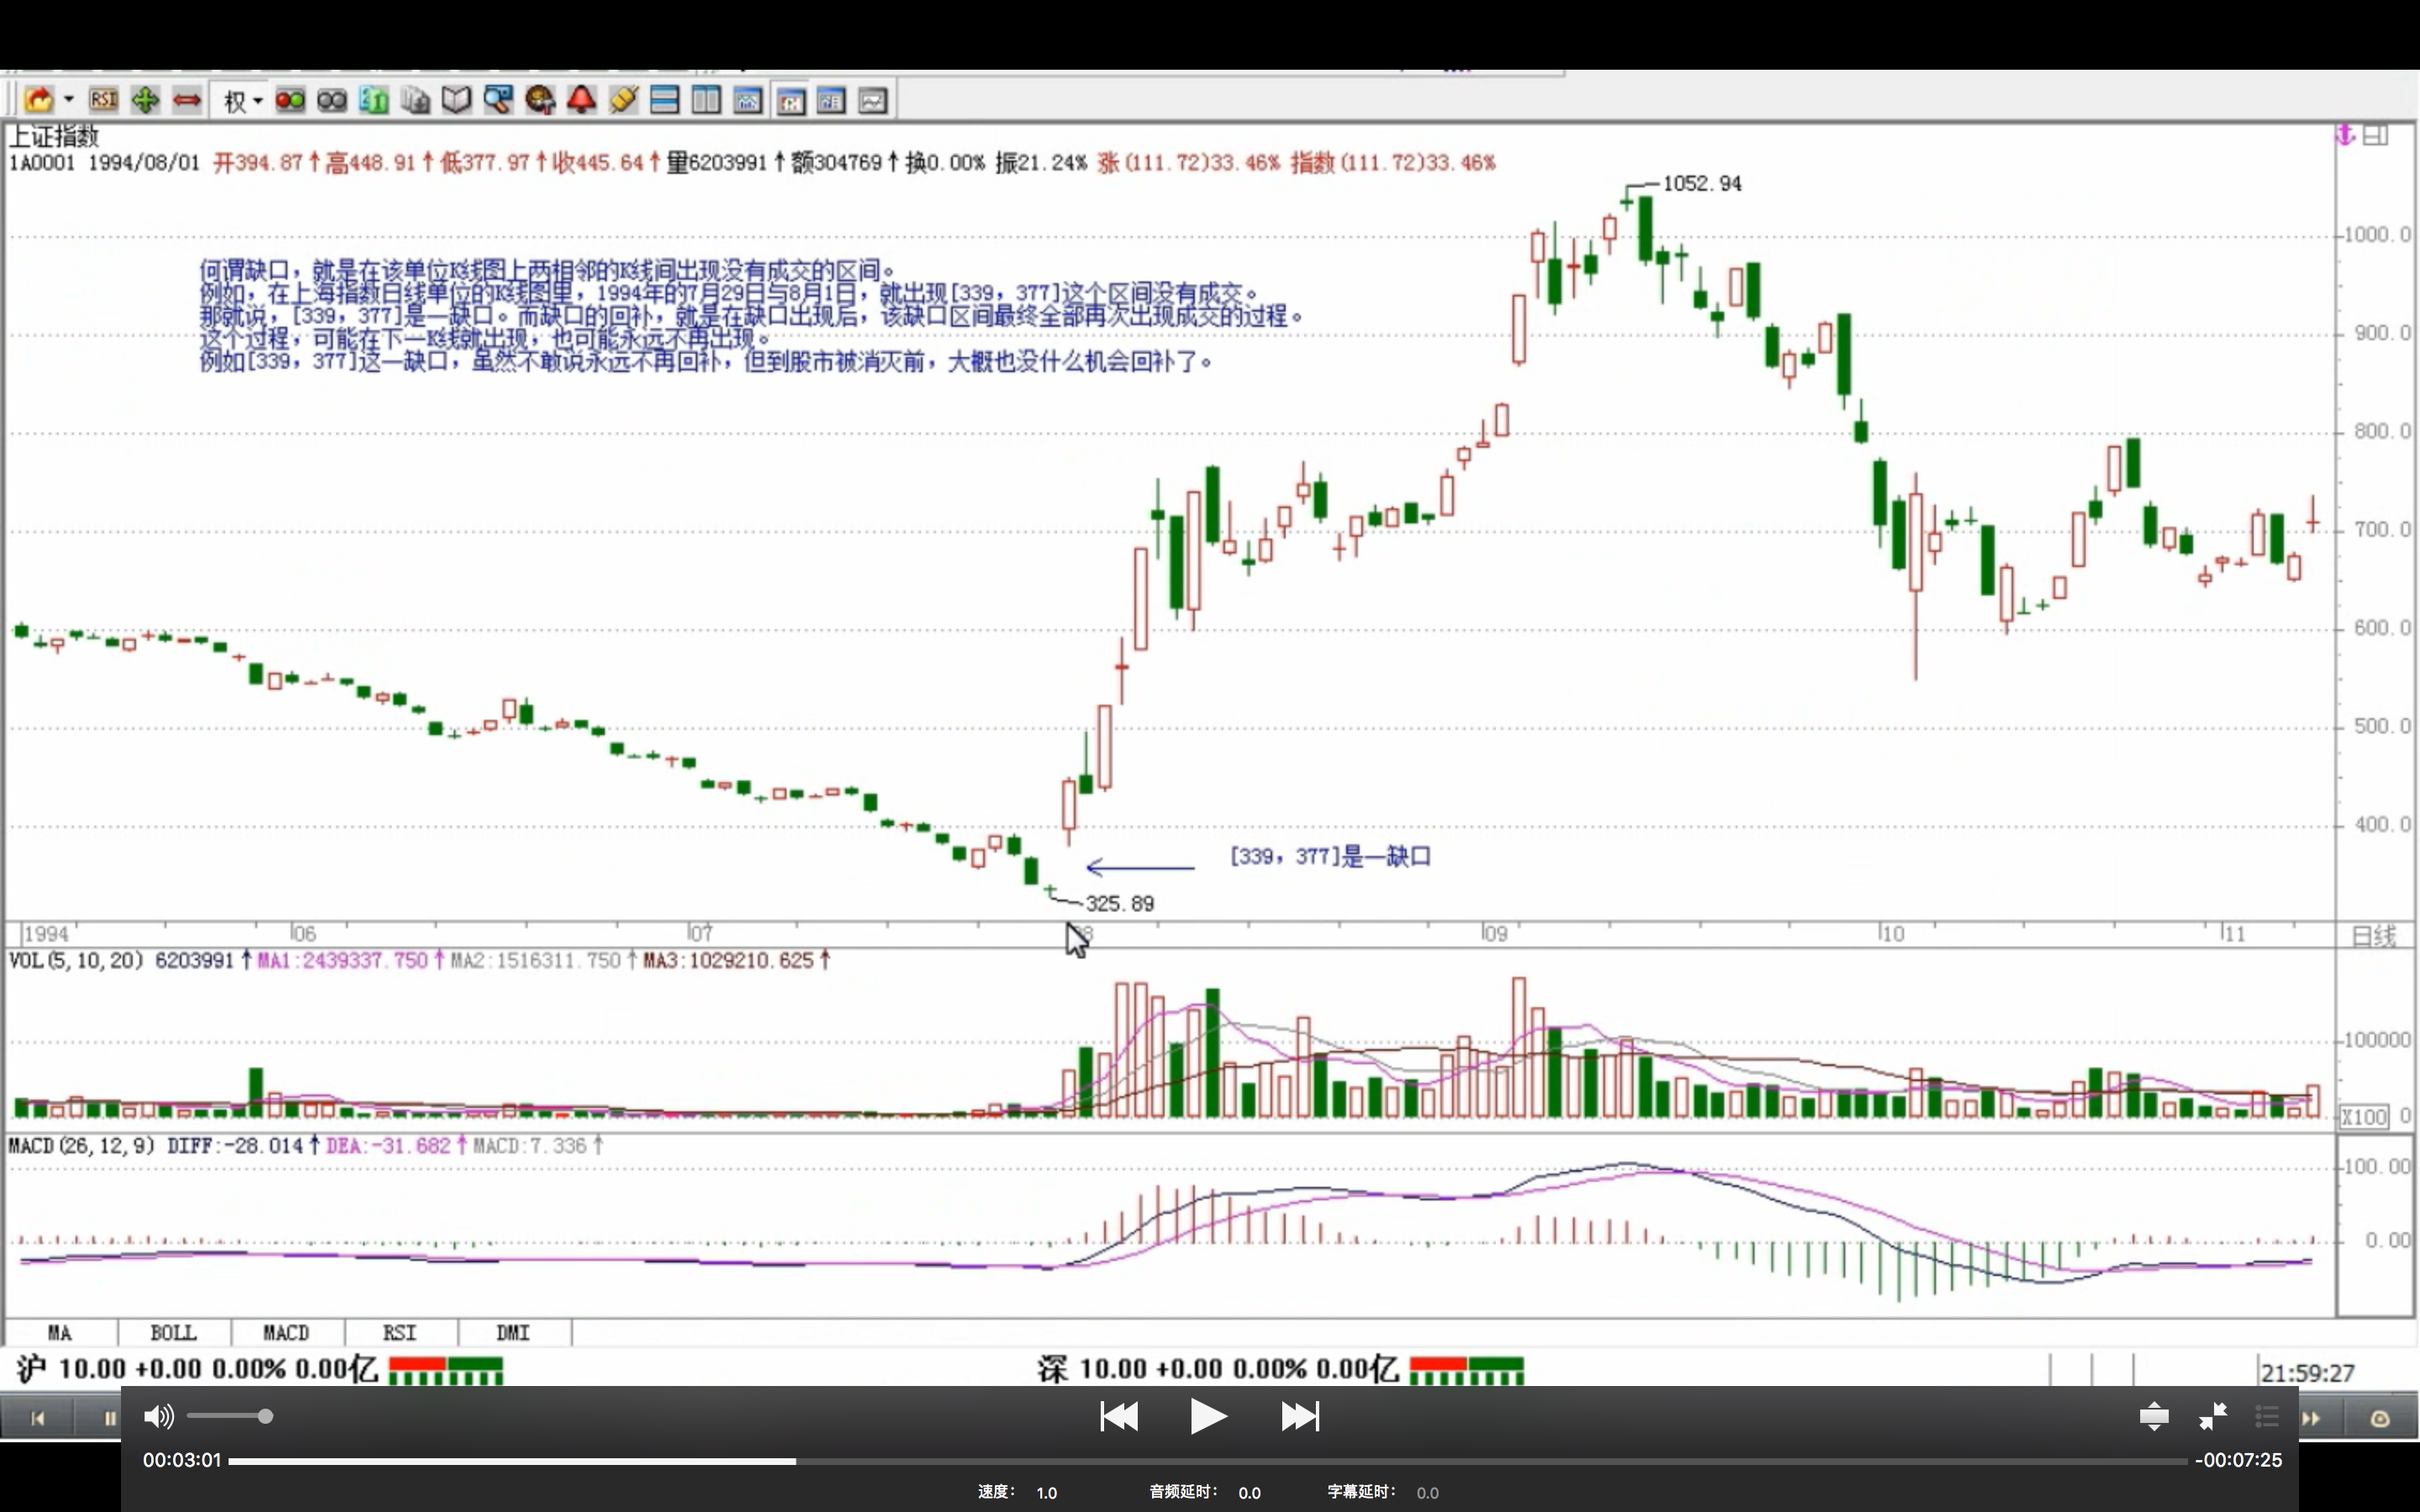 RSI 权
上证指数
1A0001 1994/08/01 开394.87↑高448.91↑低377.97↑收445.64↑量6203991↑额304769↑换0.00% 振21.24% 涨(111.72)33.46% 指数(111.72)33.46%
1052.94
1000.0
何谓缺口，就是在该单位K线图上两相邻的K线间出现没有成交的区间。
例如，在上海指数日线单位的K线图里，1994年的7月29日与8月1日，就出现[339，377]这个区间没有成交。
那就说，[339，377]是一缺口。而缺口的回补，就是在缺口出现后，该缺口区间最终全部再次出现成交的过程。
这个过程，可能在下一K线就出现，也可能永远不再出现。
例如[339，377]这一缺口，虽然不敢说永远不再回补，但到股市被消灭前，大概也没什么机会回补了。
900.0
800.0
700.0
600.0
500.0
400.0
[339，377]是一缺口
325.89
1994 06 07 08 09 10 11 日线
VOL(5,10,20) 6203991↑MA1:2439337.750↑MA2:1516311.750↑MA3:1029210.625↑
100000
X100 0
MACD(26,12,9) DIFF:-28.014↑DEA:-31.682↑MACD:7.336↑
100.00
0.00
MA BOLL MACD RSI DMI
沪 10.00 +0.00 0.00% 0.00亿 深 10.00 +0.00 0.00% 0.00亿 21:59:27
00:03:01 -00:07:25
速度： 1.0 音频延时： 0.0 字幕延时： 0.0